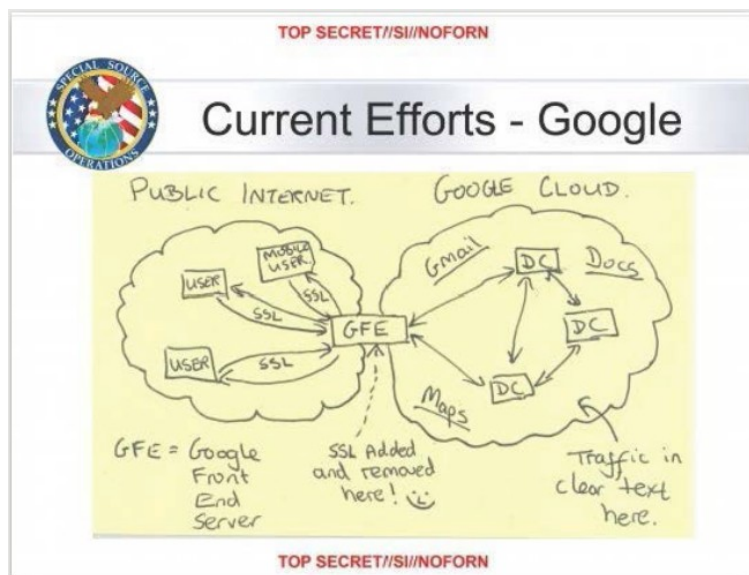 TOP SECRET//SI//NOFORN
SPECIAL SOURCE
OPERATIONS
Current Efforts - Google
PUBLIC INTERNET.
GOOGLE CLOUD.
MOBILE
USER
USER
SSL
SSL
USER
SSL
GFE
Gmail
DC
Docs
DC
DC
Maps
GFE = Google
Front
End
Server
SSL Added
and removed
here!
Traffic in
clear text
here.
TOP SECRET//SI//NOFORN